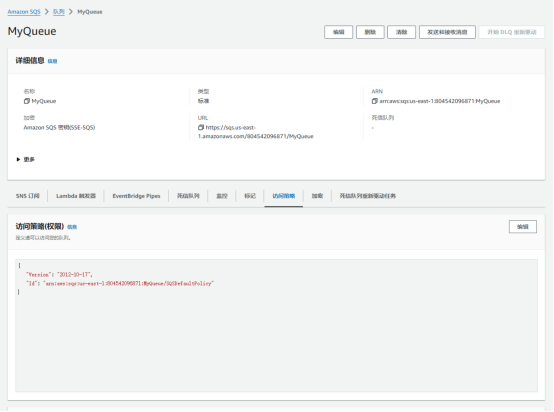 Amazon SQS > 队列 > MyQueue
MyQueue
编辑 删除 清除 发送和接收消息 开始 DLQ 重新驱动
详细信息 信息
名称 类型 ARN
MyQueue 标准 arn:aws:sqs:us-east-1:804542096871:MyQueue
加密 URL 死信队列
Amazon SQS 密钥(SSE-SQS) https://sqs.us-east-1.amazonaws.com/804542096871/MyQueue -
更多
SNS 订阅 Lambda 触发器 EventBridge Pipes 死信队列 监控 标记 访问策略 加密 死信队列重新驱动任务
访问策略(权限) 信息 编辑
定义谁可以访问您的队列。
{
"Version": "2012-10-17",
"Id": "arn:aws:sqs:us-east-1:804542096871:MyQueue/SQSDefaultPolicy"
}